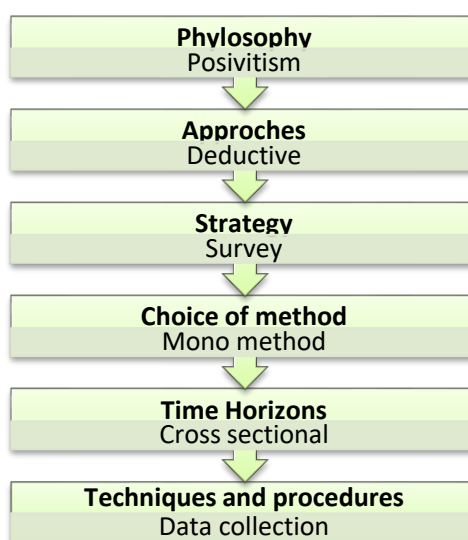 Phylosophy
Posivitism
Approches
Deductive
Strategy
Survey
Choice of method
Mono method
Time Horizons
Cross sectional
Techniques and procedures
Data collection